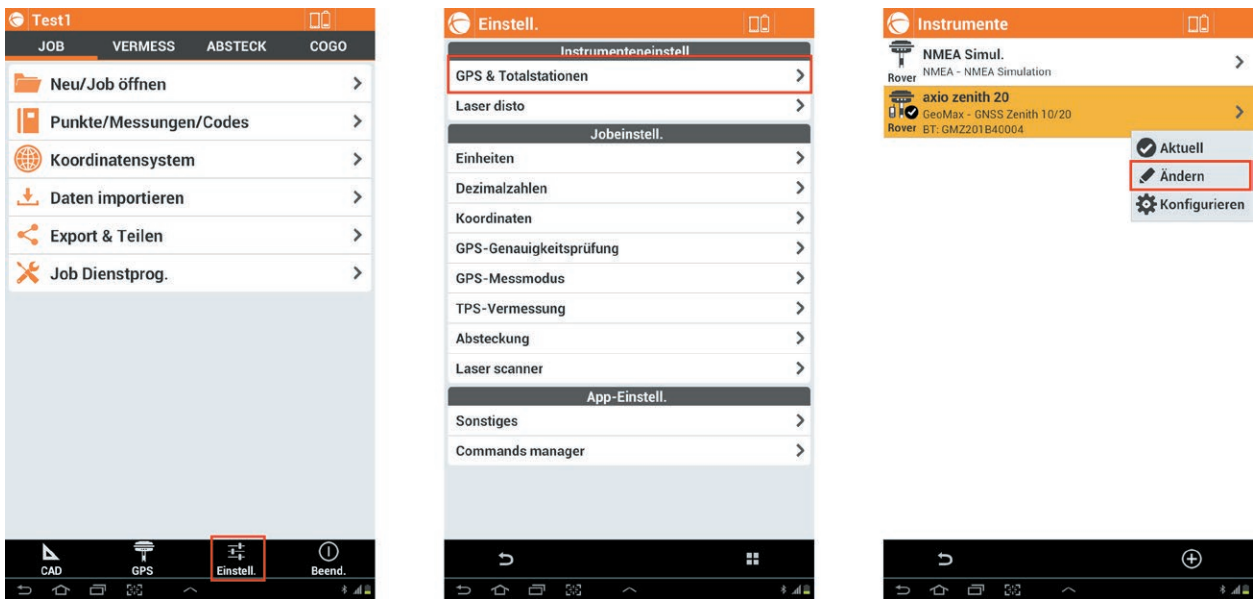 Test1
JOB VERMESS ABSTECK COGO
Neu/Job öffnen
Punkte/Messungen/Codes
Koordinatensystem
Daten importieren
Export & Teilen
Job Dienstprog.
CAD GPS Einstell. Beend.
Einstell.
Instrumenteneinstell
GPS & Totalstationen
Laser disto
Jobeinstell.
Einheiten
Dezimalzahlen
Koordinaten
GPS-Genauigkeitsprüfung
GPS-Messmodus
TPS-Vermessung
Absteckung
Laser scanner
App-Einstell.
Sonstiges
Commands manager
Instrumente
NMEA Simul.
NMEA - NMEA Simulation
Rover
axio zenith 20
GeoMax - GNSS Zenith 10/20
Rover BT: GMZ201B40004
Aktuell
Ändern
Konfigurieren